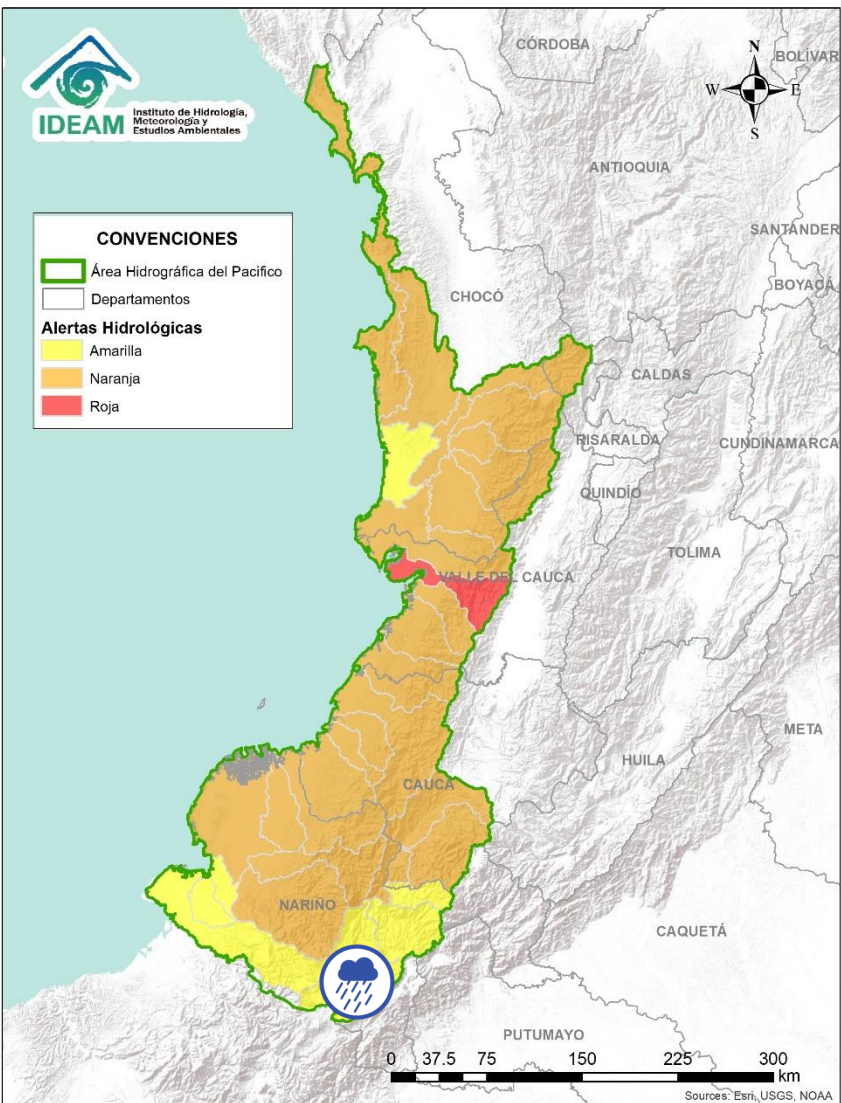 IDEAM
Instituto de Hidrología,
Meteorología y
Estudios Ambientales
N
W E
S
CONVENCIONES
Área Hidrográfica del Pacifico
Departamentos
Alertas Hidrológicas
Amarilla
Naranja
Roja
CÓRDOBA
BOLÍVAR
ANTIOQUIA
SANTANDER
BOYACÁ
CHOCÓ
CALDAS
RISARALDA
CUNDINAMARCA
QUINDÍO
TOLIMA
VALLE DEL CAUCA
META
HUILA
CAUCA
NARIÑO
CAQUETÁ
PUTUMAYO
0 37.5 75 150 225 300
km
Sources: Esri, USGS, NOAA